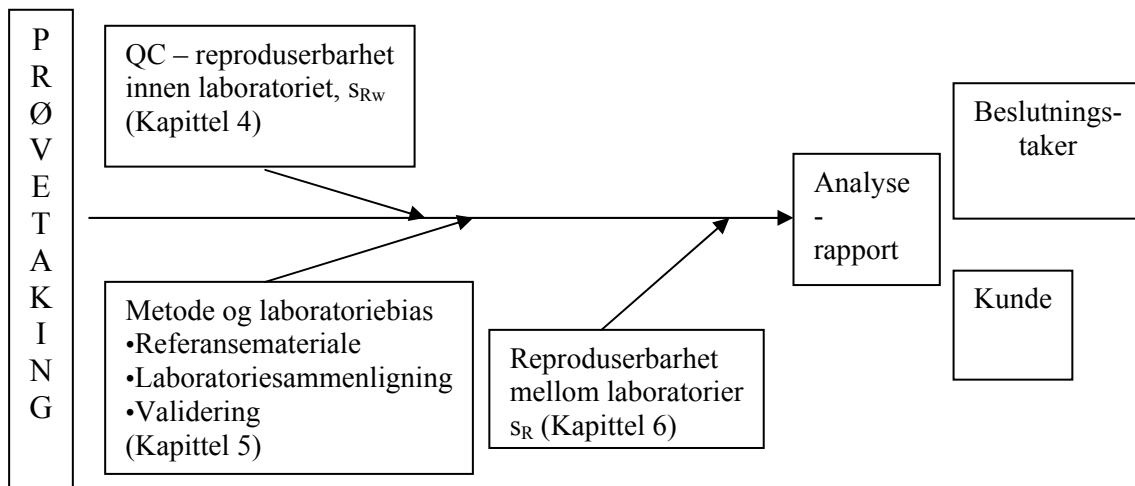 PRØVETAKING
QC – reproduserbarhet
innen laboratoriet, sRw
(Kapittel 4)
Metode og laboratoriebias
•Referansemateriale
•Laboratoriesammenligning
•Validering
(Kapittel 5)
Reproduserbarhet
mellom laboratorier
sR (Kapittel 6)
Analyse
-
rapport
Beslutnings-
taker
Kunde